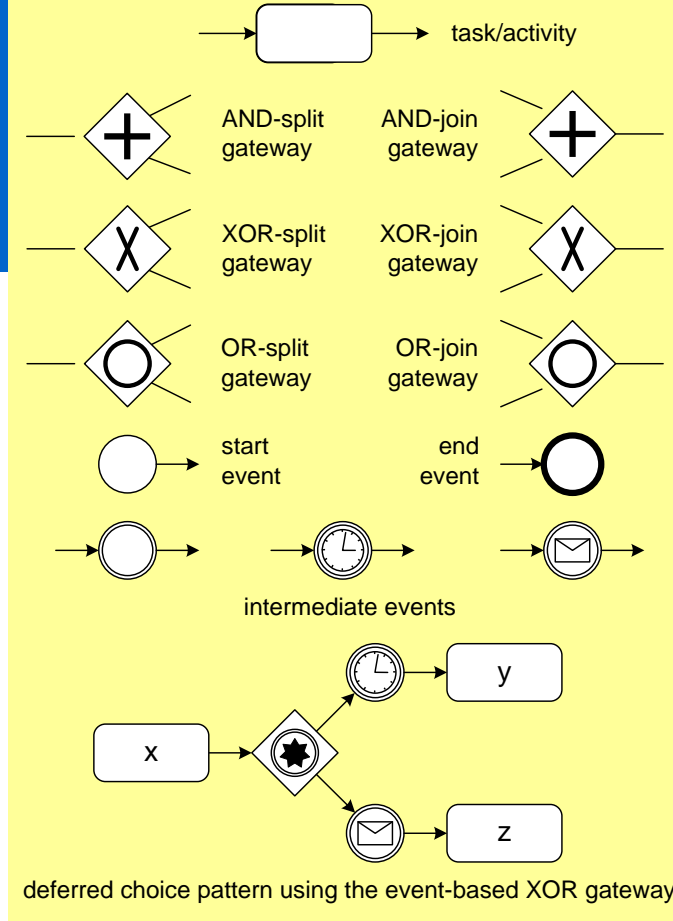 task/activity
AND-split
gateway
AND-join
gateway
XOR-split
gateway
XOR-join
gateway
OR-split
gateway
OR-join
gateway
start
event
end
event
intermediate events
y
x
z
deferred choice pattern using the event-based XOR gateway